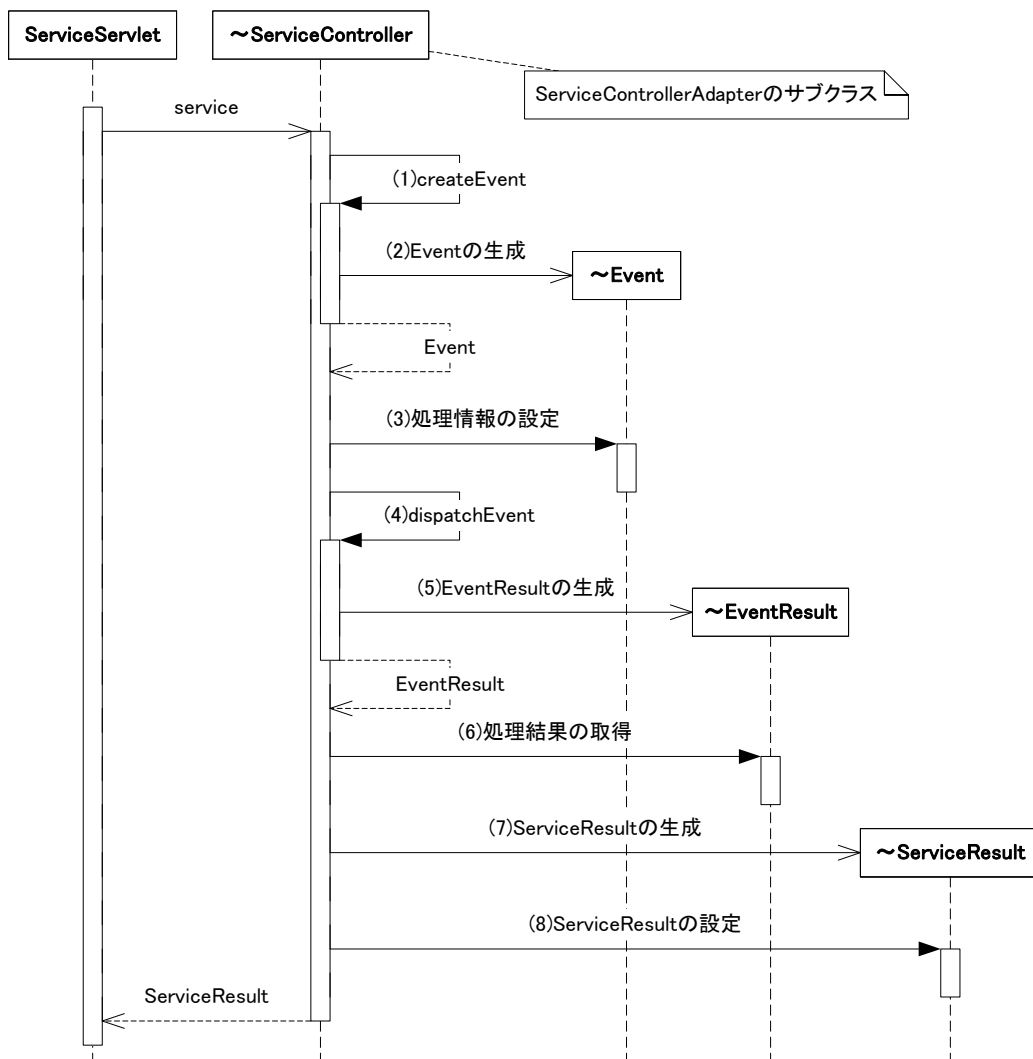 ServiceServlet
～ServiceController
ServiceControllerAdapterのサブクラス
service
(1)createEvent
(2)Eventの生成
～Event
Event
(3)処理情報の設定
(4)dispatchEvent
(5)EventResultの生成
～EventResult
EventResult
(6)処理結果の取得
(7)ServiceResultの生成
～ServiceResult
(8)ServiceResultの設定
ServiceResult